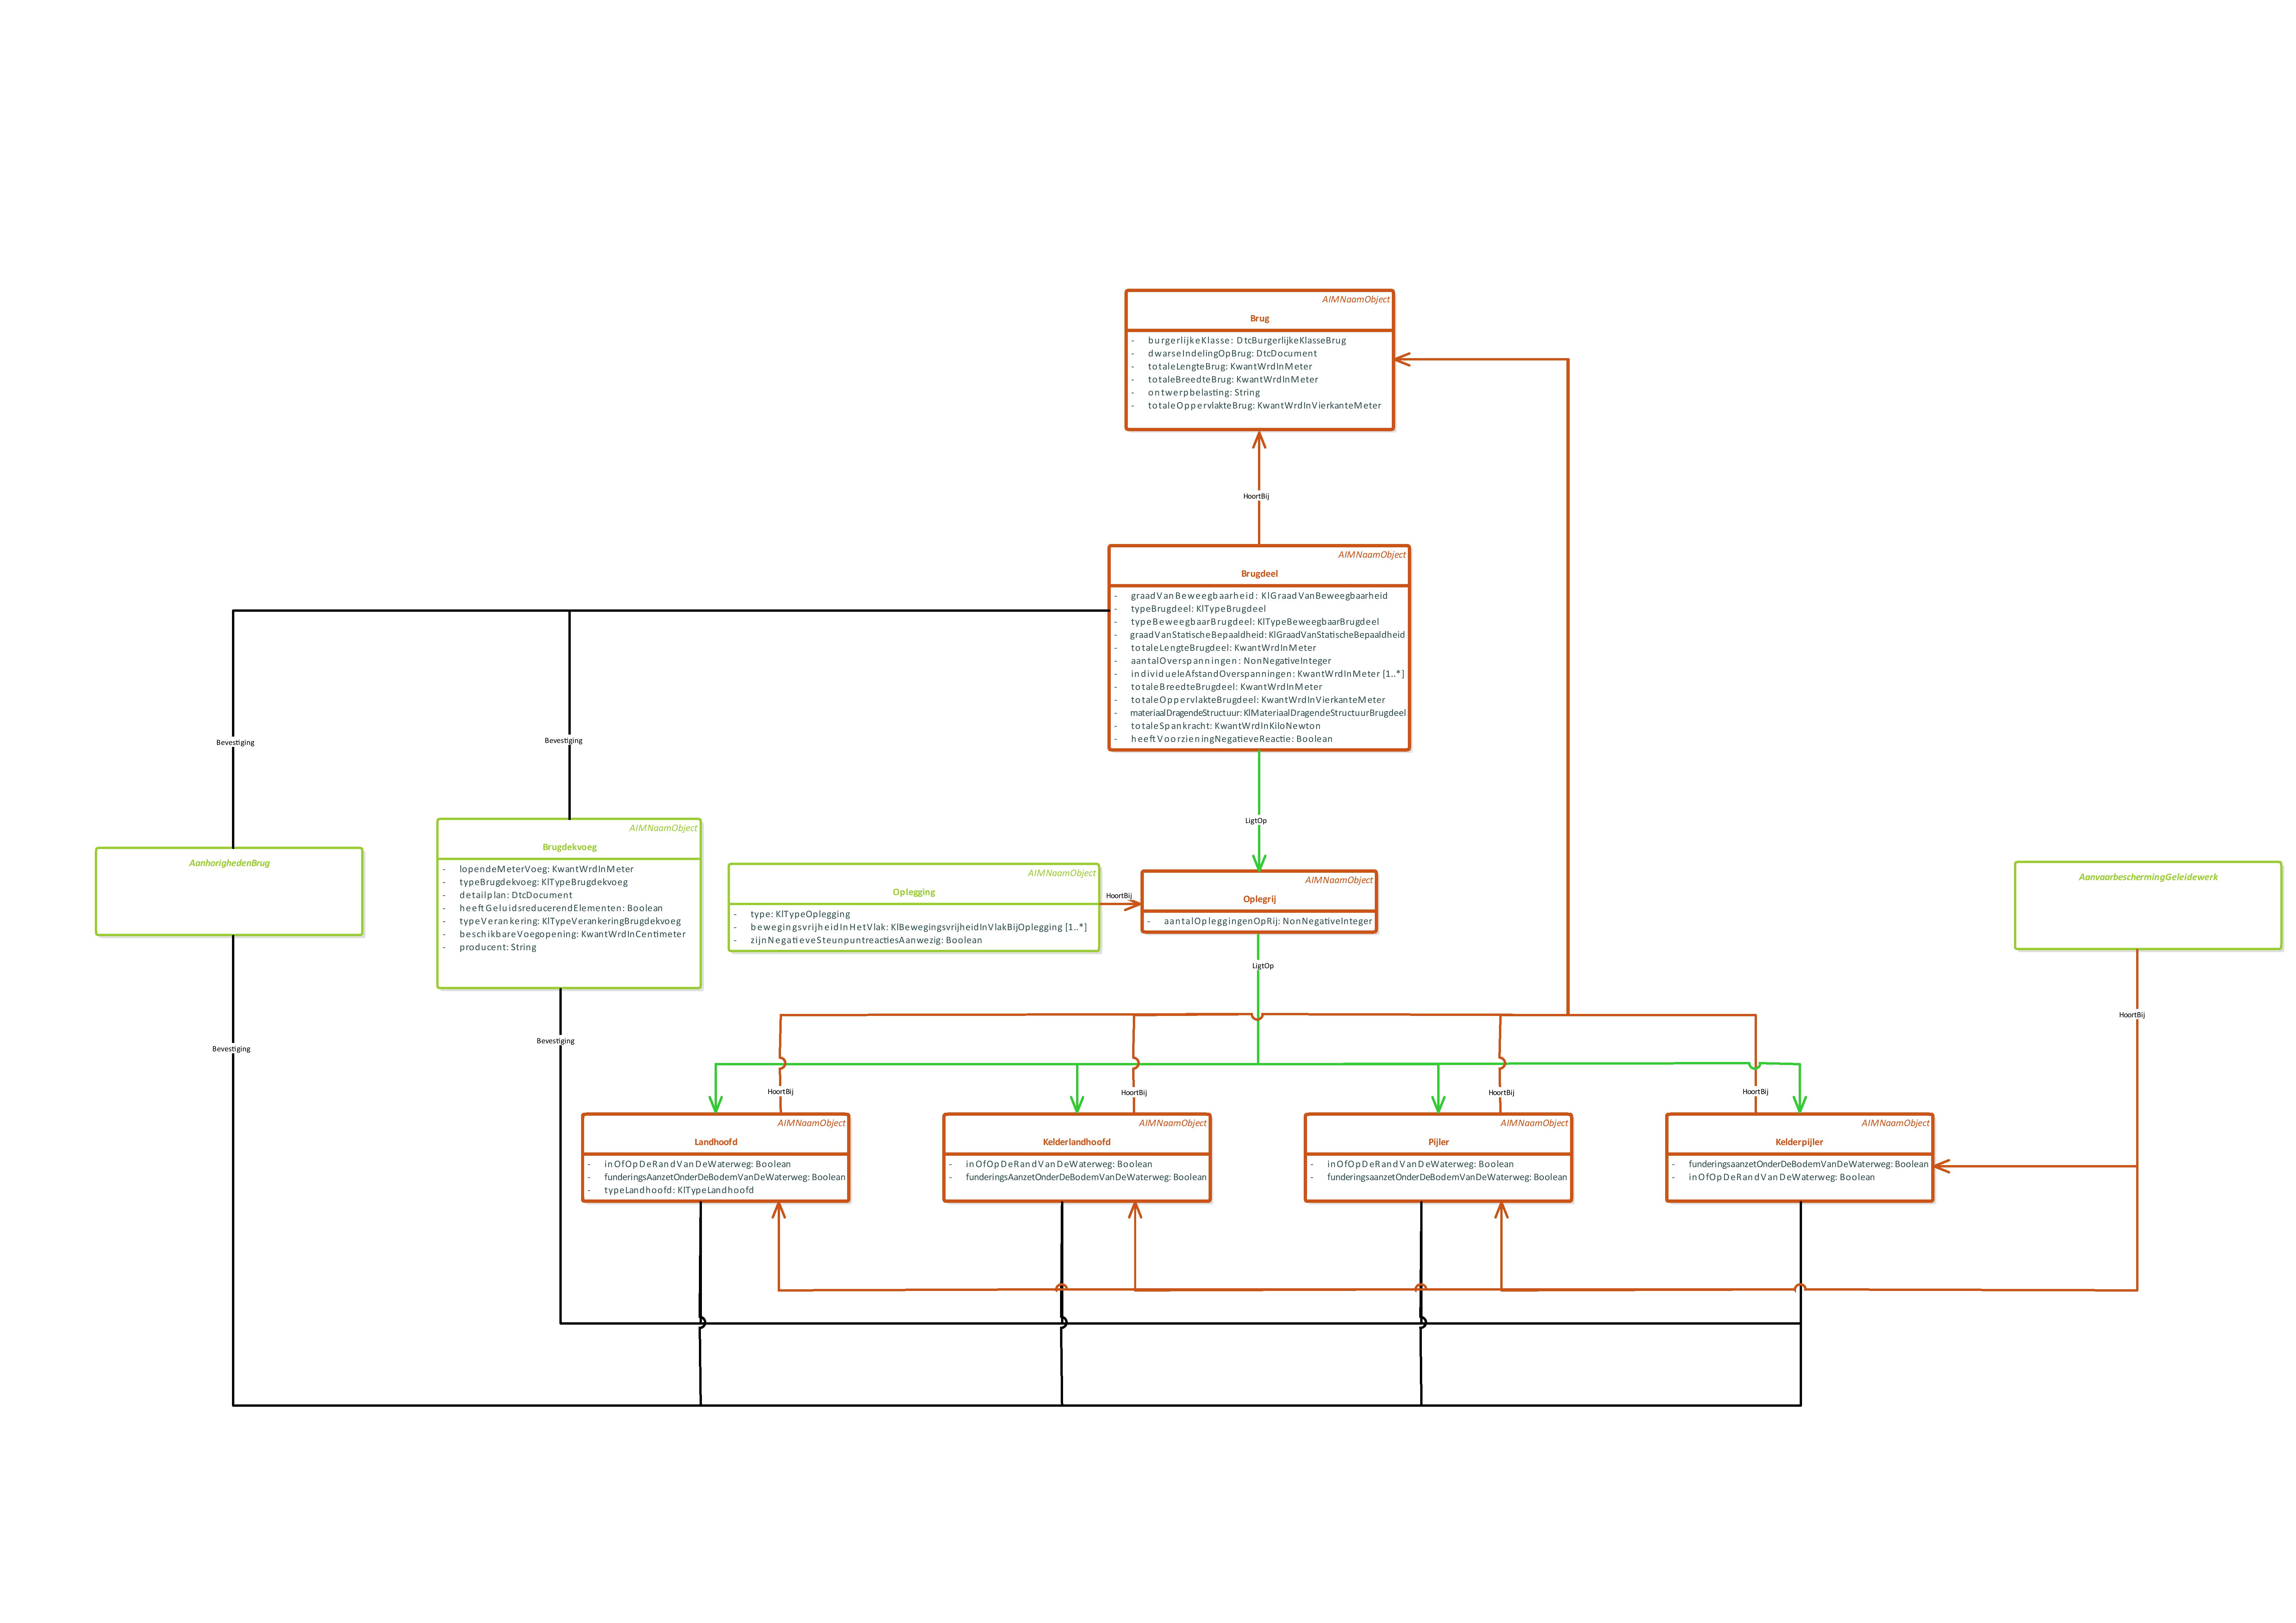 AIMNaamObject
Brug
- burgerlijkeKlasse: DtcBurgerlijkeKlasseBrug
- dwarseIndelingOpBrug: DtcDocument
- totaleLengteBrug: KwantWrdInMeter
- totaleBreedteBrug: KwantWrdInMeter
- ontwerpbelasting: String
- totaleOppervlakteBrug: KwantWrdInVierkanteMeter
HoortBij
AIMNaamObject
Brugdeel
- graadVanBeweegbaarheid: KlGraadVanBeweegbaarheid
- typeBrugdeel: KlTypeBrugdeel
- typeBeweegbaarBrugdeel: KlTypeBeweegbaarBrugdeel
- graadVanStatischeBepaaldheid: KlGraadVanStatischeBepaaldheid
- totaleLengteBrugdeel: KwantWrdInMeter
- aantalOverspanningen: NonNegativeInteger
- individueleAfstandOverspanningen: KwantWrdInMeter [1..*]
- totaleBreedteBrugdeel: KwantWrdInMeter
- totaleOppervlakteBrugdeel: KwantWrdInVierkanteMeter
- materiaalDragendeStructuur: KlMateriaalDragendeStructuurBrugdeel
- totaleSpankracht: KwantWrdInKiloNewton
- heeftVoorzieningNegatieveReactie: Boolean
Bevestiging
Bevestiging
LigtOp
AanhorighedenBrug
AIMNaamObject
Brugdekvoeg
- lopendeMeterVoeg: KwantWrdInMeter
- typeBrugdekvoeg: KlTypeBrugdekvoeg
- detailplan: DtcDocument
- heeftGeluidsreducerendElementen: Boolean
- typeVerankering: KlTypeVerankeringBrugdekvoeg
- beschikbareVoegopening: KwantWrdInCentimeter
- producent: String
AIMNaamObject
Oplegging
- type: KlTypeOplegging
- bewegingsvrijheidInHetVlak: KlBewegingsvrijheidInVlakBijOplegging [1..*]
- zijnNegatieveSteunpuntreactiesAanwezig: Boolean
HoortBij
AIMNaamObject
Oplegrij
- aantalOpleggingenOpRij: NonNegativeInteger
AanvaarbeschermingGeleidewerk
LigtOp
HoortBij
Bevestiging
Bevestiging
HoortBij
HoortBij
HoortBij
HoortBij
AIMNaamObject
Landhoofd
- inOfOpDeRandVanDeWaterweg: Boolean
- funderingsAanzetOnderDeBodemVanDeWaterweg: Boolean
- typeLandhoofd: KlTypeLandhoofd
AIMNaamObject
Kelderlandhoofd
- inOfOpDeRandVanDeWaterweg: Boolean
- funderingsAanzetOnderDeBodemVanDeWaterweg: Boolean
AIMNaamObject
Pijler
- inOfOpDeRandVanDeWaterweg: Boolean
- funderingsaanzetOnderDeBodemVanDeWaterweg: Boolean
AIMNaamObject
Kelderpijler
- funderingsaanzetOnderDeBodemVanDeWaterweg: Boolean
- inOfOpDeRandVanDeWaterweg: Boolean